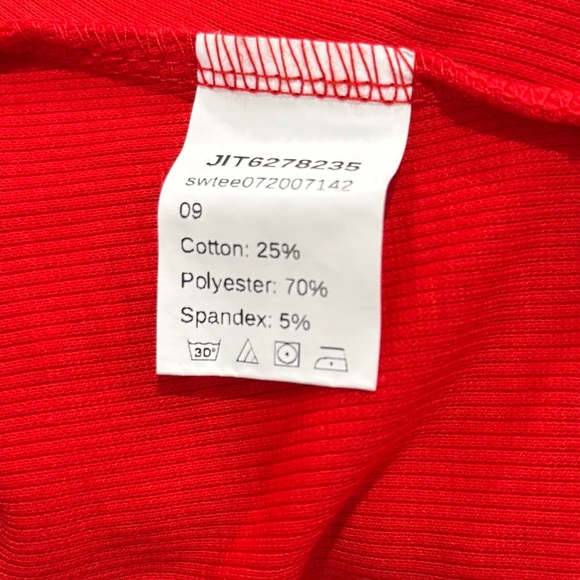 JIT6278235
swtee072007142
09
Cotton: 25%
Polyester: 70%
Spandex: 5%
30°